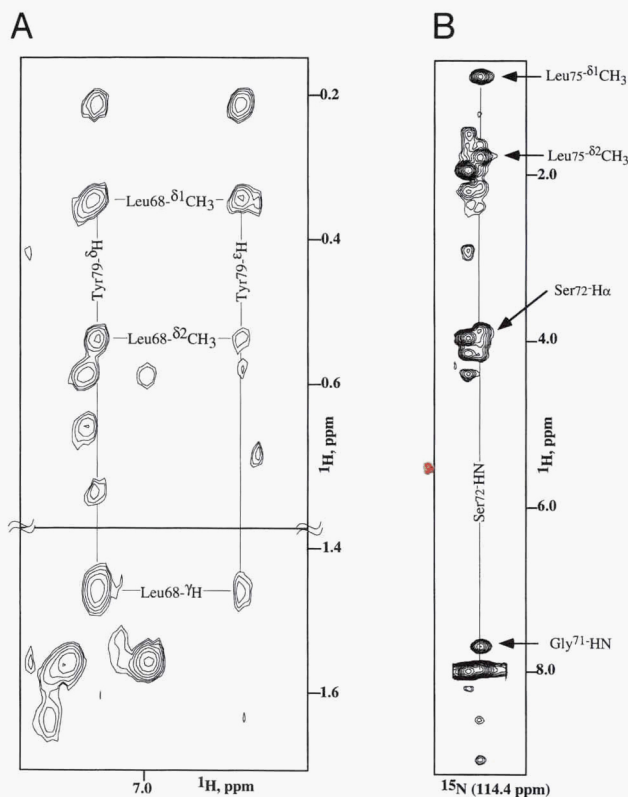 A
0.2
Leu68-δ1CH3
Tyr79-δH
Tyr79-εH
0.4
Leu68-δ2CH3
0.6
1H, ppm
1.4
Leu68-γH
1.6
7.0
1H, ppm
B
Leu75-δ1CH3
Leu75-δ2CH3
2.0
Ser72-Hα
4.0
1H, ppm
Ser72-HN
6.0
Gly71-HN
8.0
15N (114.4 ppm)